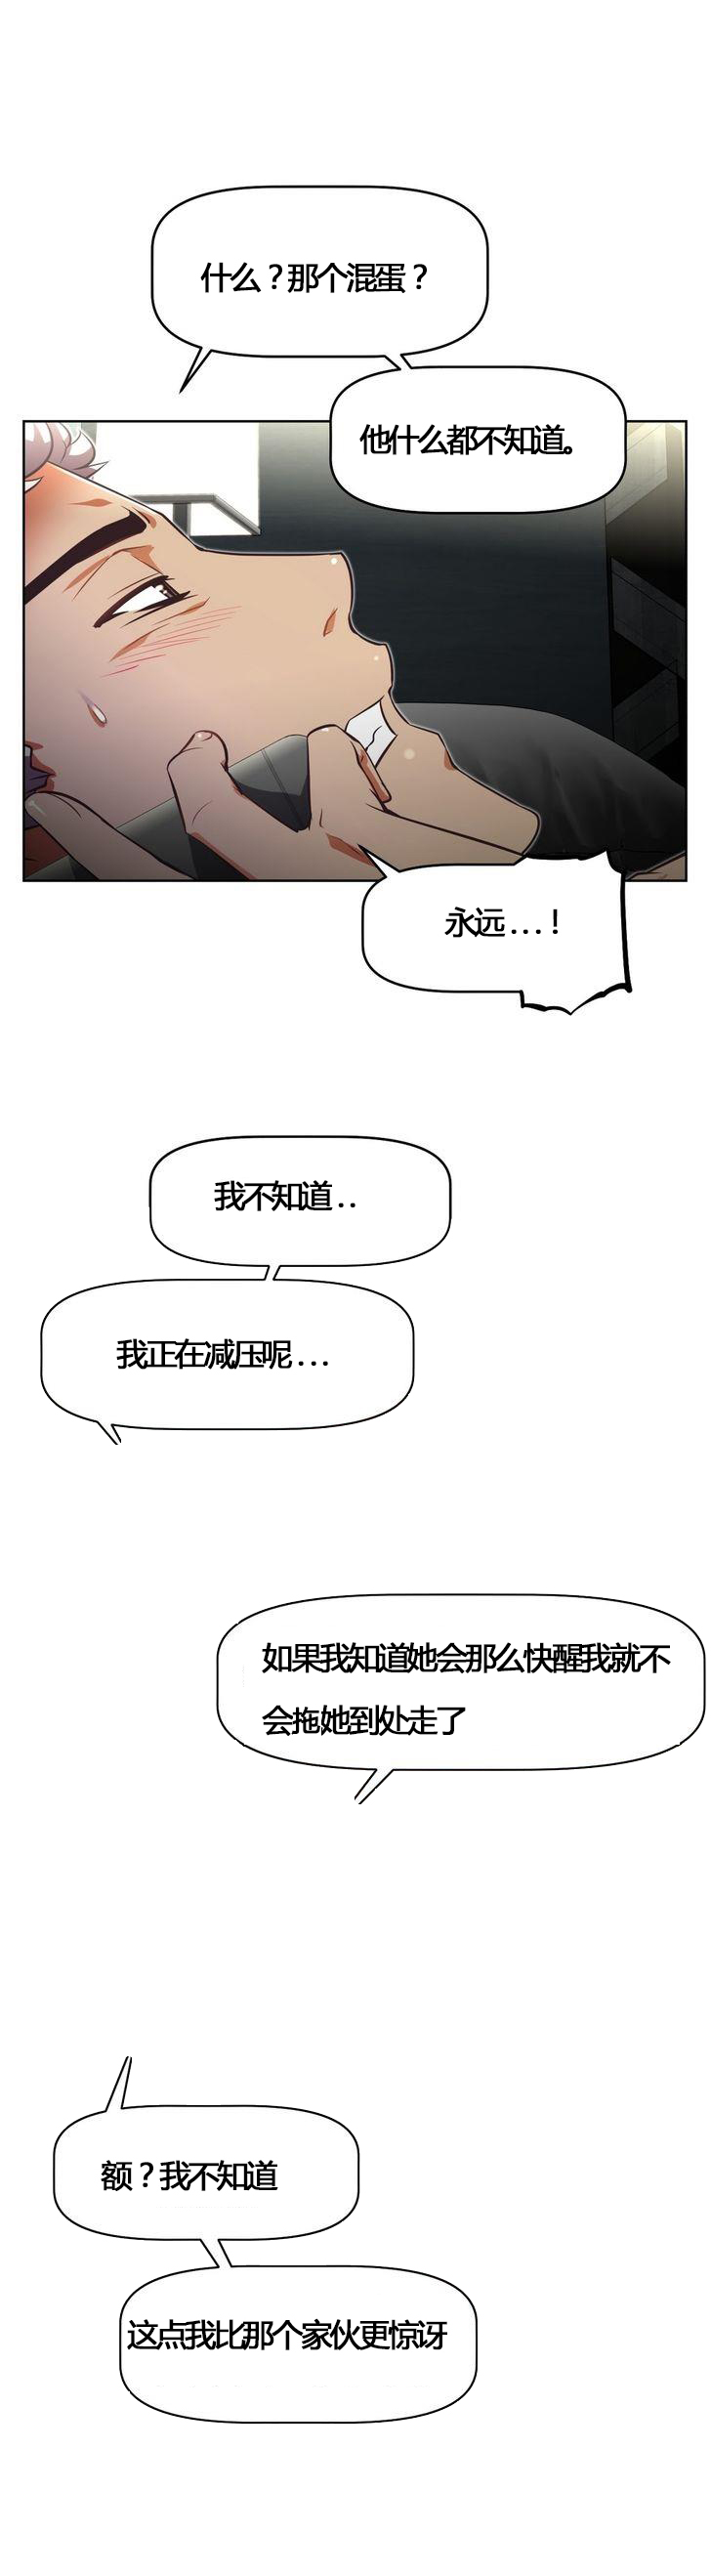 什么？那个混蛋？
他什么都不知道。
永远...！
我不知道..
我正在减压呢...
如果我知道她会那么快醒我就不
会拖她到处走了
额？我不知道
这点我比那个家伙更惊讶